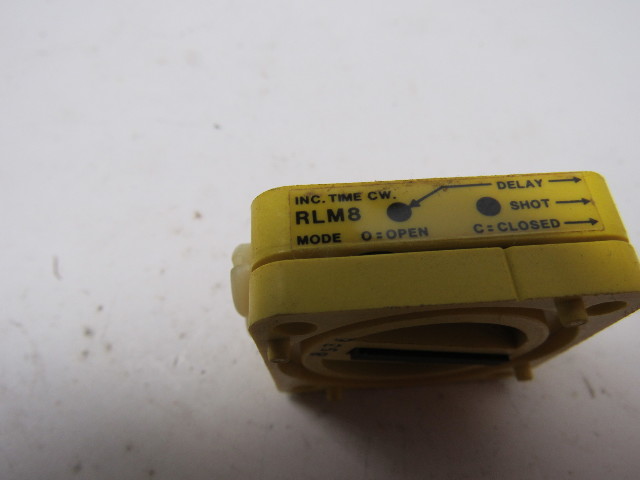 INC. TIME CW. DELAY
RLM8 SHOT
MODE O=OPEN C=CLOSED